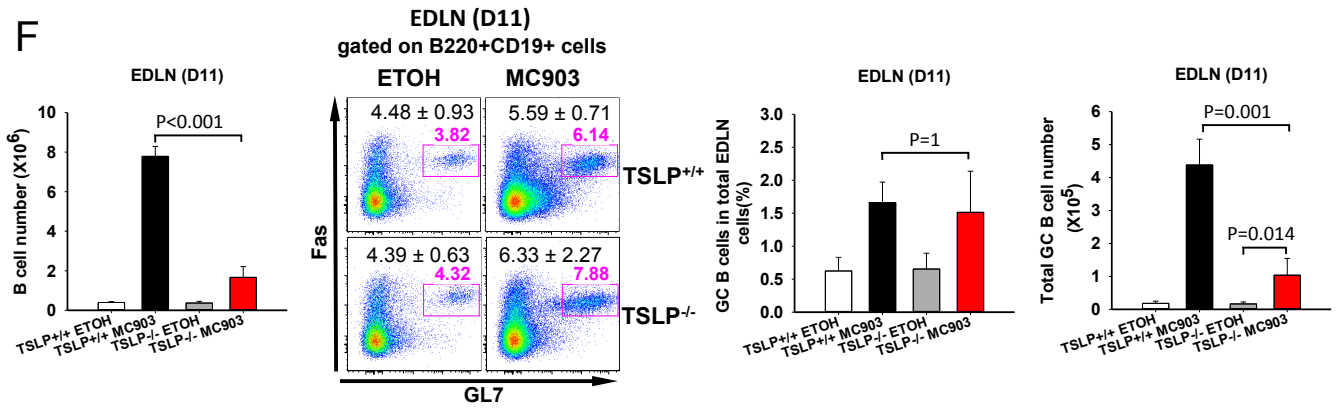 F
EDLN (D11)
B cell number (X10⁶)
10
8
6
4
2
0
P<0.001
TSLP+/+ ETOH
TSLP+/+ MC903
TSLP-/- ETOH
TSLP-/- MC903
EDLN (D11)
gated on B220+CD19+ cells
ETOH
MC903
4.48 ± 0.93
3.82
5.59 ± 0.71
6.14
TSLP+/+
4.39 ± 0.63
4.32
6.33 ± 2.27
7.88
TSLP-/-
Fas
GL7
EDLN (D11)
GC B cells in total EDLN
cells(%)
3.0
2.5
2.0
1.5
1.0
0.5
0.0
P=1
TSLP+/+ ETOH
TSLP+/+ MC903
TSLP-/- ETOH
TSLP-/- MC903
EDLN (D11)
Total GC B cell number
(X10⁵)
6
5
4
3
2
1
0
P=0.001
P=0.014
TSLP+/+ ETOH
TSLP+/+ MC903
TSLP-/- ETOH
TSLP-/- MC903